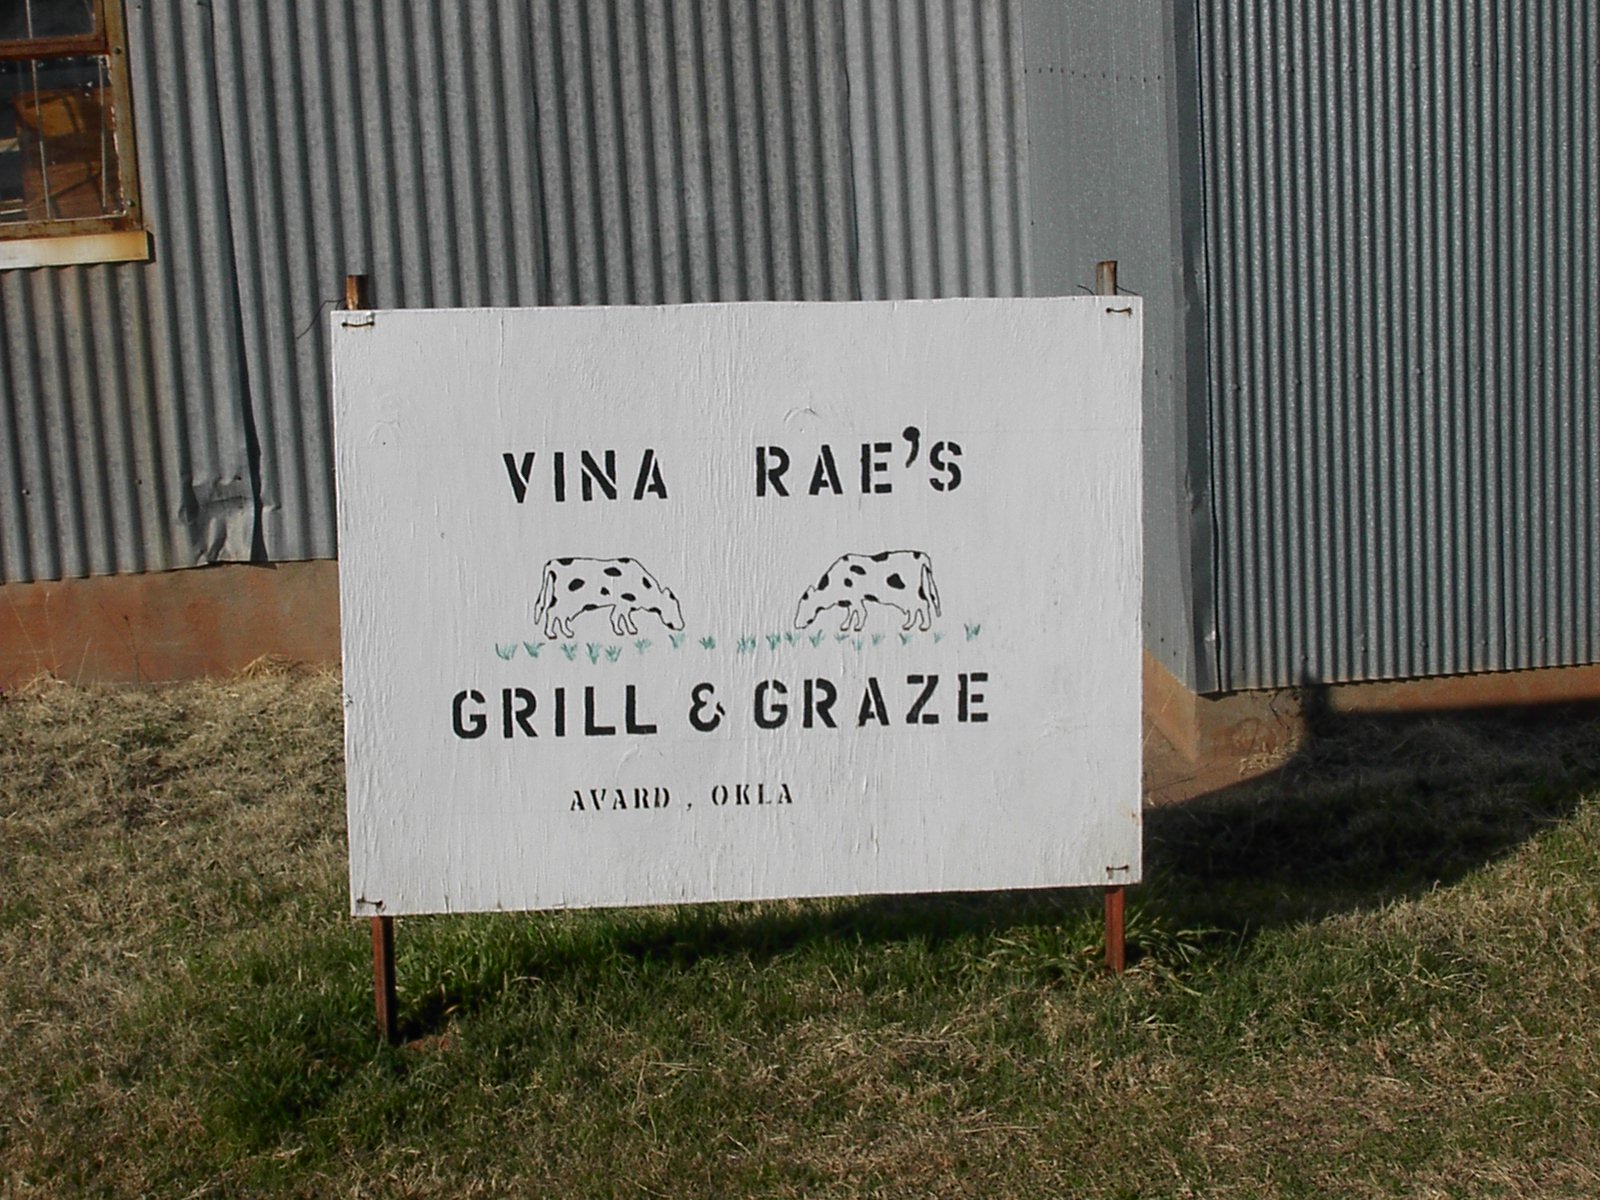 VINA RAE'S
GRILL & GRAZE
AVARD, OKLA